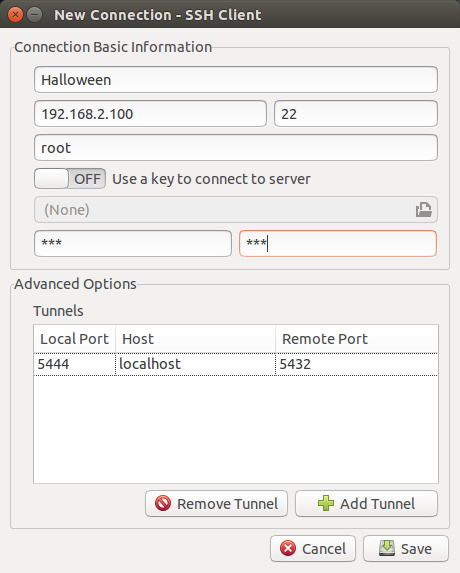 New Connection - SSH Client
Connection Basic Information
Halloween
192.168.2.100 22
root
OFF Use a key to connect to server
(None)
*** ***
Advanced Options
Tunnels
Local Port Host Remote Port
5444 localhost 5432
Remove Tunnel Add Tunnel
Cancel Save